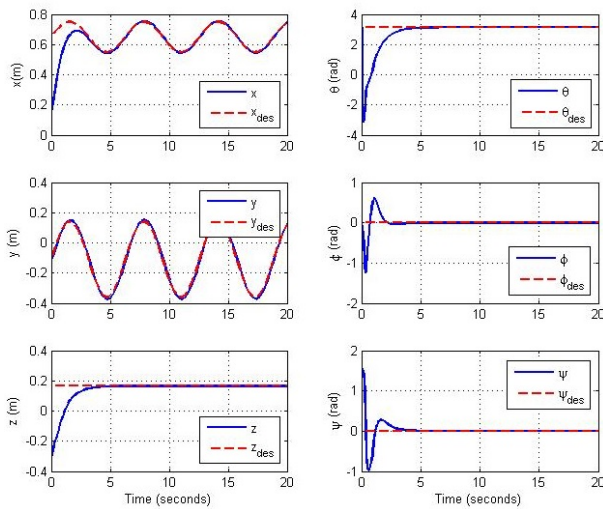 0.8
0.6
0.4
0.2
0
x(m)
x
x_des
0 5 10 15 20
4
0
-4
θ (rad)
θ
θ_des
0 5 10 15 20
0.4
0.2
0
-0.2
-0.4
y (m)
y
y_des
0 5 10 15 20
1
0
-1
-2
ϕ (rad)
ϕ
ϕ_des
0 5 10 15 20
0.4
0.2
0
-0.2
-0.4
z (m)
z
z_des
0 5 10 15 20
Time (seconds)
2
1
0
-1
ψ (rad)
ψ
ψ_des
0 5 10 15 20
Time (seconds)